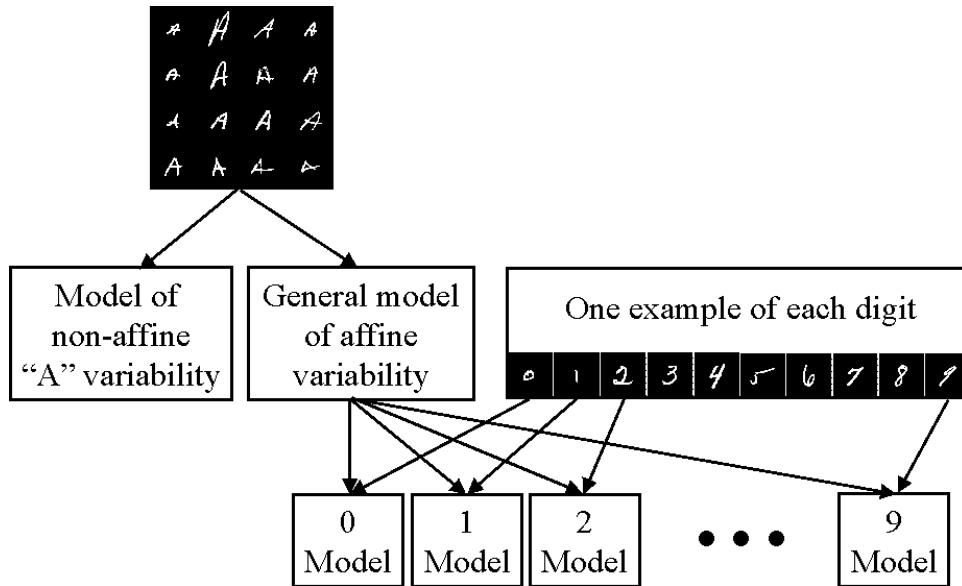 A A A A
A A A A
A A A A
A A A A
Model of
non-affine
“A” variability
General model
of affine
variability
One example of each digit
0 1 2 3 4 5 6 7 8 9
0
Model
1
Model
2
Model
9
Model